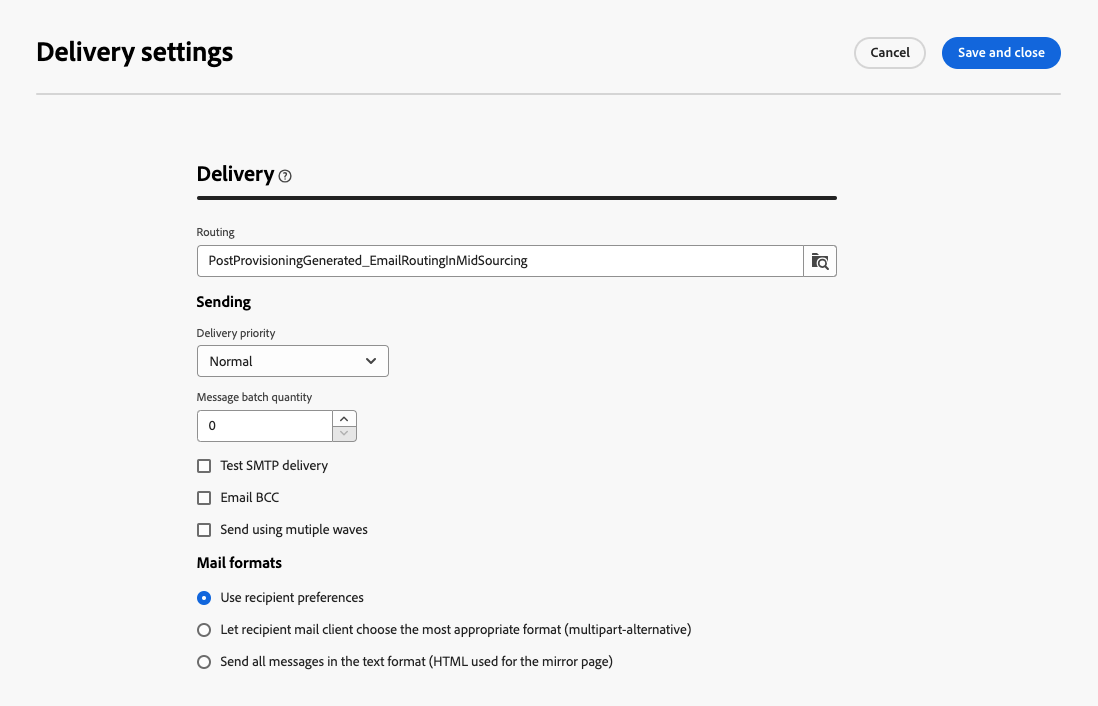 Delivery settings
Cancel
Save and close
Delivery
Routing
PostProvisioningGenerated_EmailRoutingInMidSourcing
Sending
Delivery priority
Normal
Message batch quantity
0
Test SMTP delivery
Email BCC
Send using mutiple waves
Mail formats
Use recipient preferences
Let recipient mail client choose the most appropriate format (multipart-alternative)
Send all messages in the text format (HTML used for the mirror page)